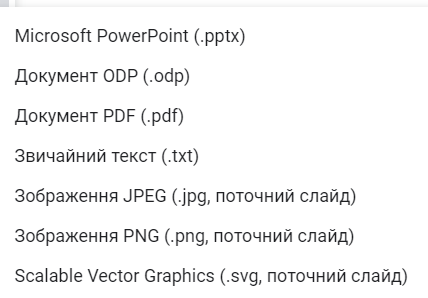 Microsoft PowerPoint (.pptx)
Документ ODP (.odp)
Документ PDF (.pdf)
Звичайний текст (.txt)
Зображення JPEG (.jpg, поточний слайд)
Зображення PNG (.png, поточний слайд)
Scalable Vector Graphics (.svg, поточний слайд)